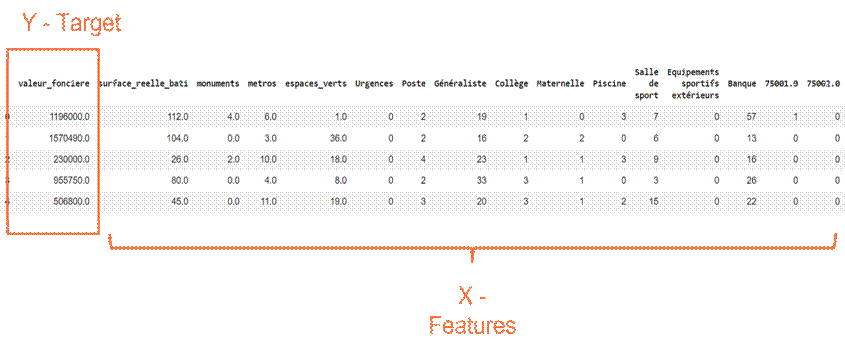 Y - Target
valeur_fonciere surface_reelle_bati monuments metros espaces_verts Urgences Poste Généraliste Collège Maternelle Piscine Salle de sport Equipements sportifs extérieurs Banque 75001.0
0 1196000.0 112.0 4.0 6.0 1.0 0 2 19 1 0 3 7 0 57 1 0
1 1570490.0 104.0 0.0 3.0 36.0 0 2 16 2 2 0 6 0 13 0 0
2 230000.0 26.0 2.0 10.0 18.0 0 4 23 1 1 3 9 0 16 0 0
3 955750.0 80.0 0.0 4.0 8.0 0 2 33 3 1 0 3 0 26 0 0
4 506800.0 45.0 0.0 11.0 19.0 0 3 20 3 1 2 15 0 22 0 0
X -
Features